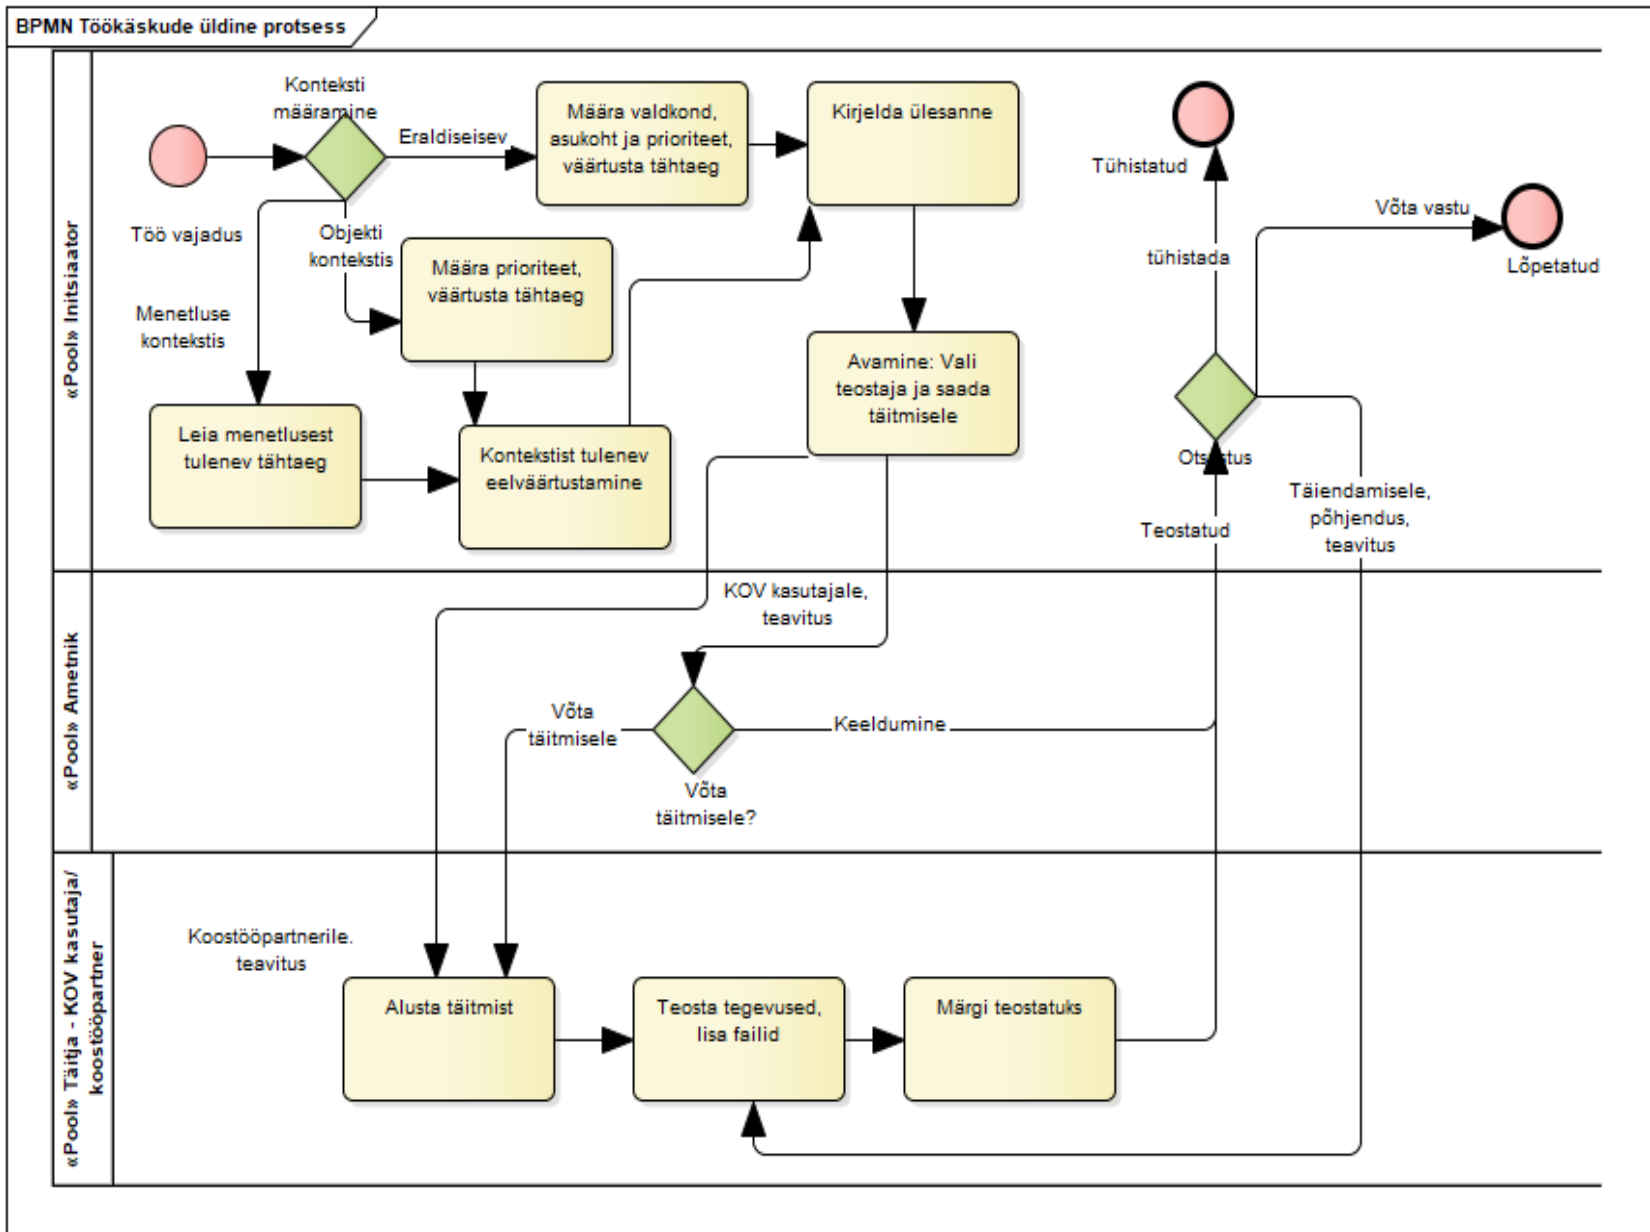 BPMN Töökäskude üldine protsess
«Pool» Initsiaator
Konteksti
määramine
Töö vajadus
Eraldiseisev
Määra valdkond,
asukoht ja prioriteet,
väärtusta tähtaeg
Kirjelda ülesanne
Objekti
kontekstis
Menetluse
kontekstis
Määra prioriteet,
väärtusta tähtaeg
Leia menetlusest
tulenev tähtaeg
Kontekstist tulenev
eelväärtustamine
Avamine: Vali
teostaja ja saada
täitmisele
Tühistatud
tühistada
Võta vastu
Lõpetatud
Otsustus
Teostatud
Täiendamisele,
põhjendus,
teavitus
«Pool» Ametnik
KOV kasutajale,
teavitus
Võta
täitmisele
Keeldumine
Võta
täitmisele?
«Pool» Täitja - KOV kasutaja/
koostööpartner
Koostööpartnerile.
teavitus
Alusta täitmist
Teosta tegevused,
lisa failid
Märgi teostatuks